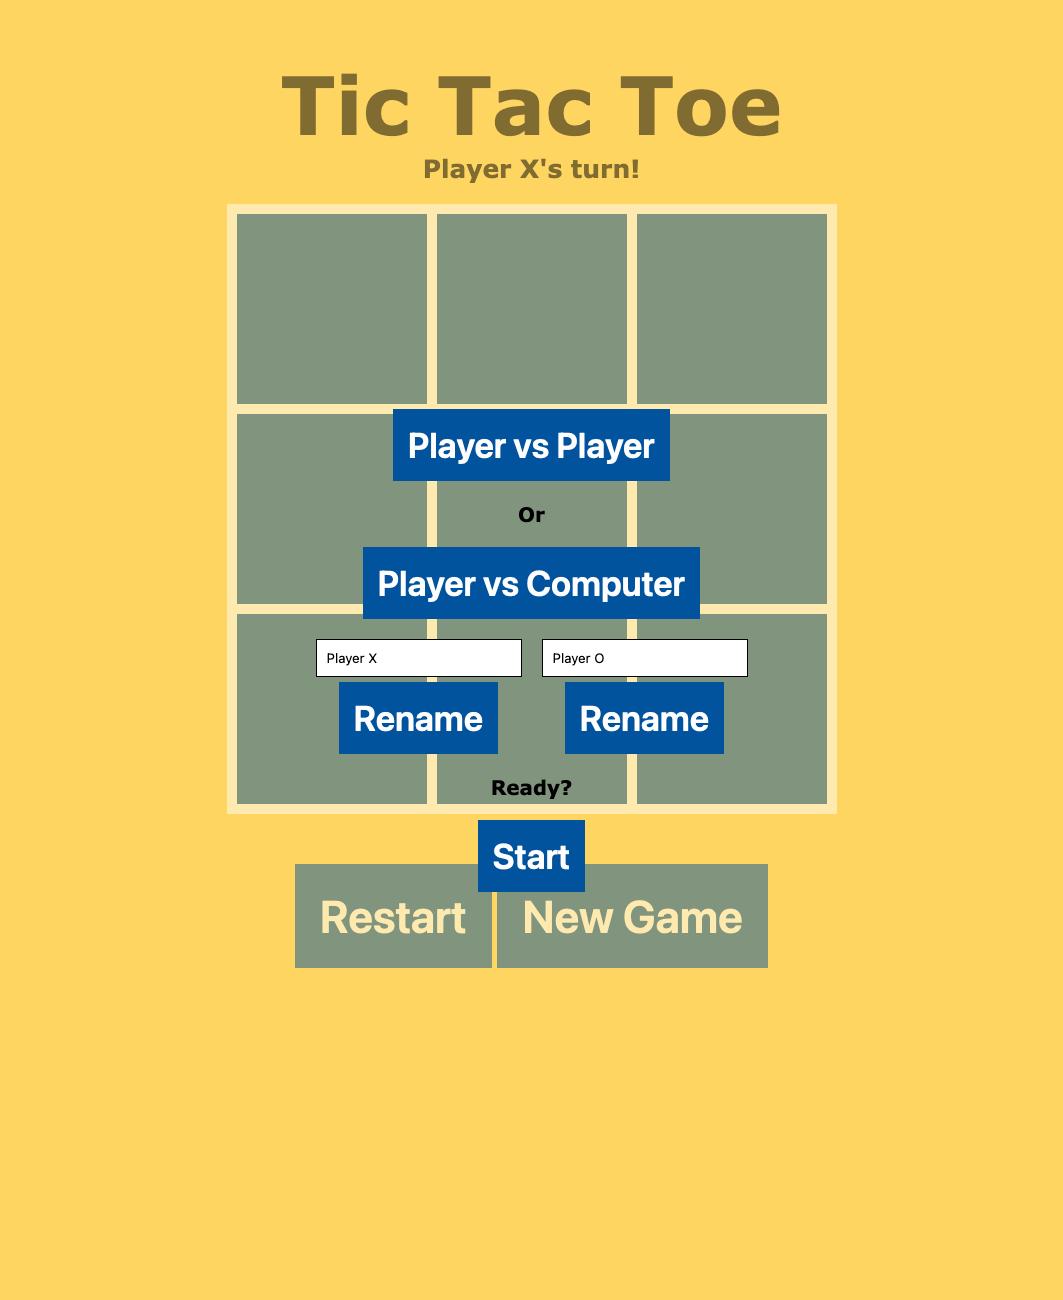 Tic Tac Toe
Player X's turn!
Player vs Player
Or
Player vs Computer
Player X Player O
Rename Rename
Ready?
Start
Restart New Game